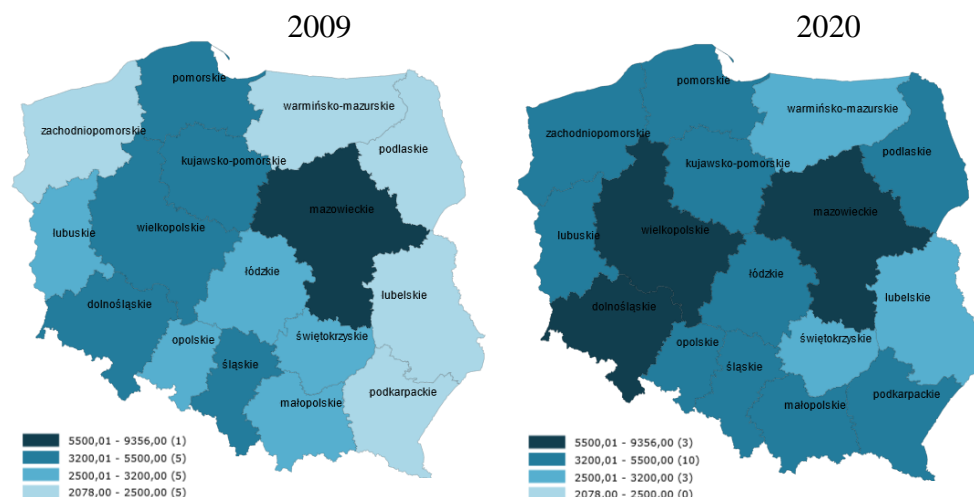 2009
pomorskie
warmińsko-mazurskie
zachodniopomorskie
podlaskie
kujawsko-pomorskie
mazowieckie
lubuskie
wielkopolskie
łódzkie
lubelskie
dolnośląskie
opolskie
świętokrzyskie
śląskie
małopolskie
podkarpackie
5500,01 - 9356,00 (1)
3200,01 - 5500,00 (5)
2500,01 - 3200,00 (5)
2078,00 - 2500,00 (5)
2020
pomorskie
warmińsko-mazurskie
zachodniopomorskie
podlaskie
kujawsko-pomorskie
mazowieckie
lubuskie
wielkopolskie
łódzkie
lubelskie
dolnośląskie
opolskie
świętokrzyskie
śląskie
małopolskie
podkarpackie
5500,01 - 9356,00 (3)
3200,01 - 5500,00 (10)
2500,01 - 3200,00 (3)
2078,00 - 2500,00 (0)